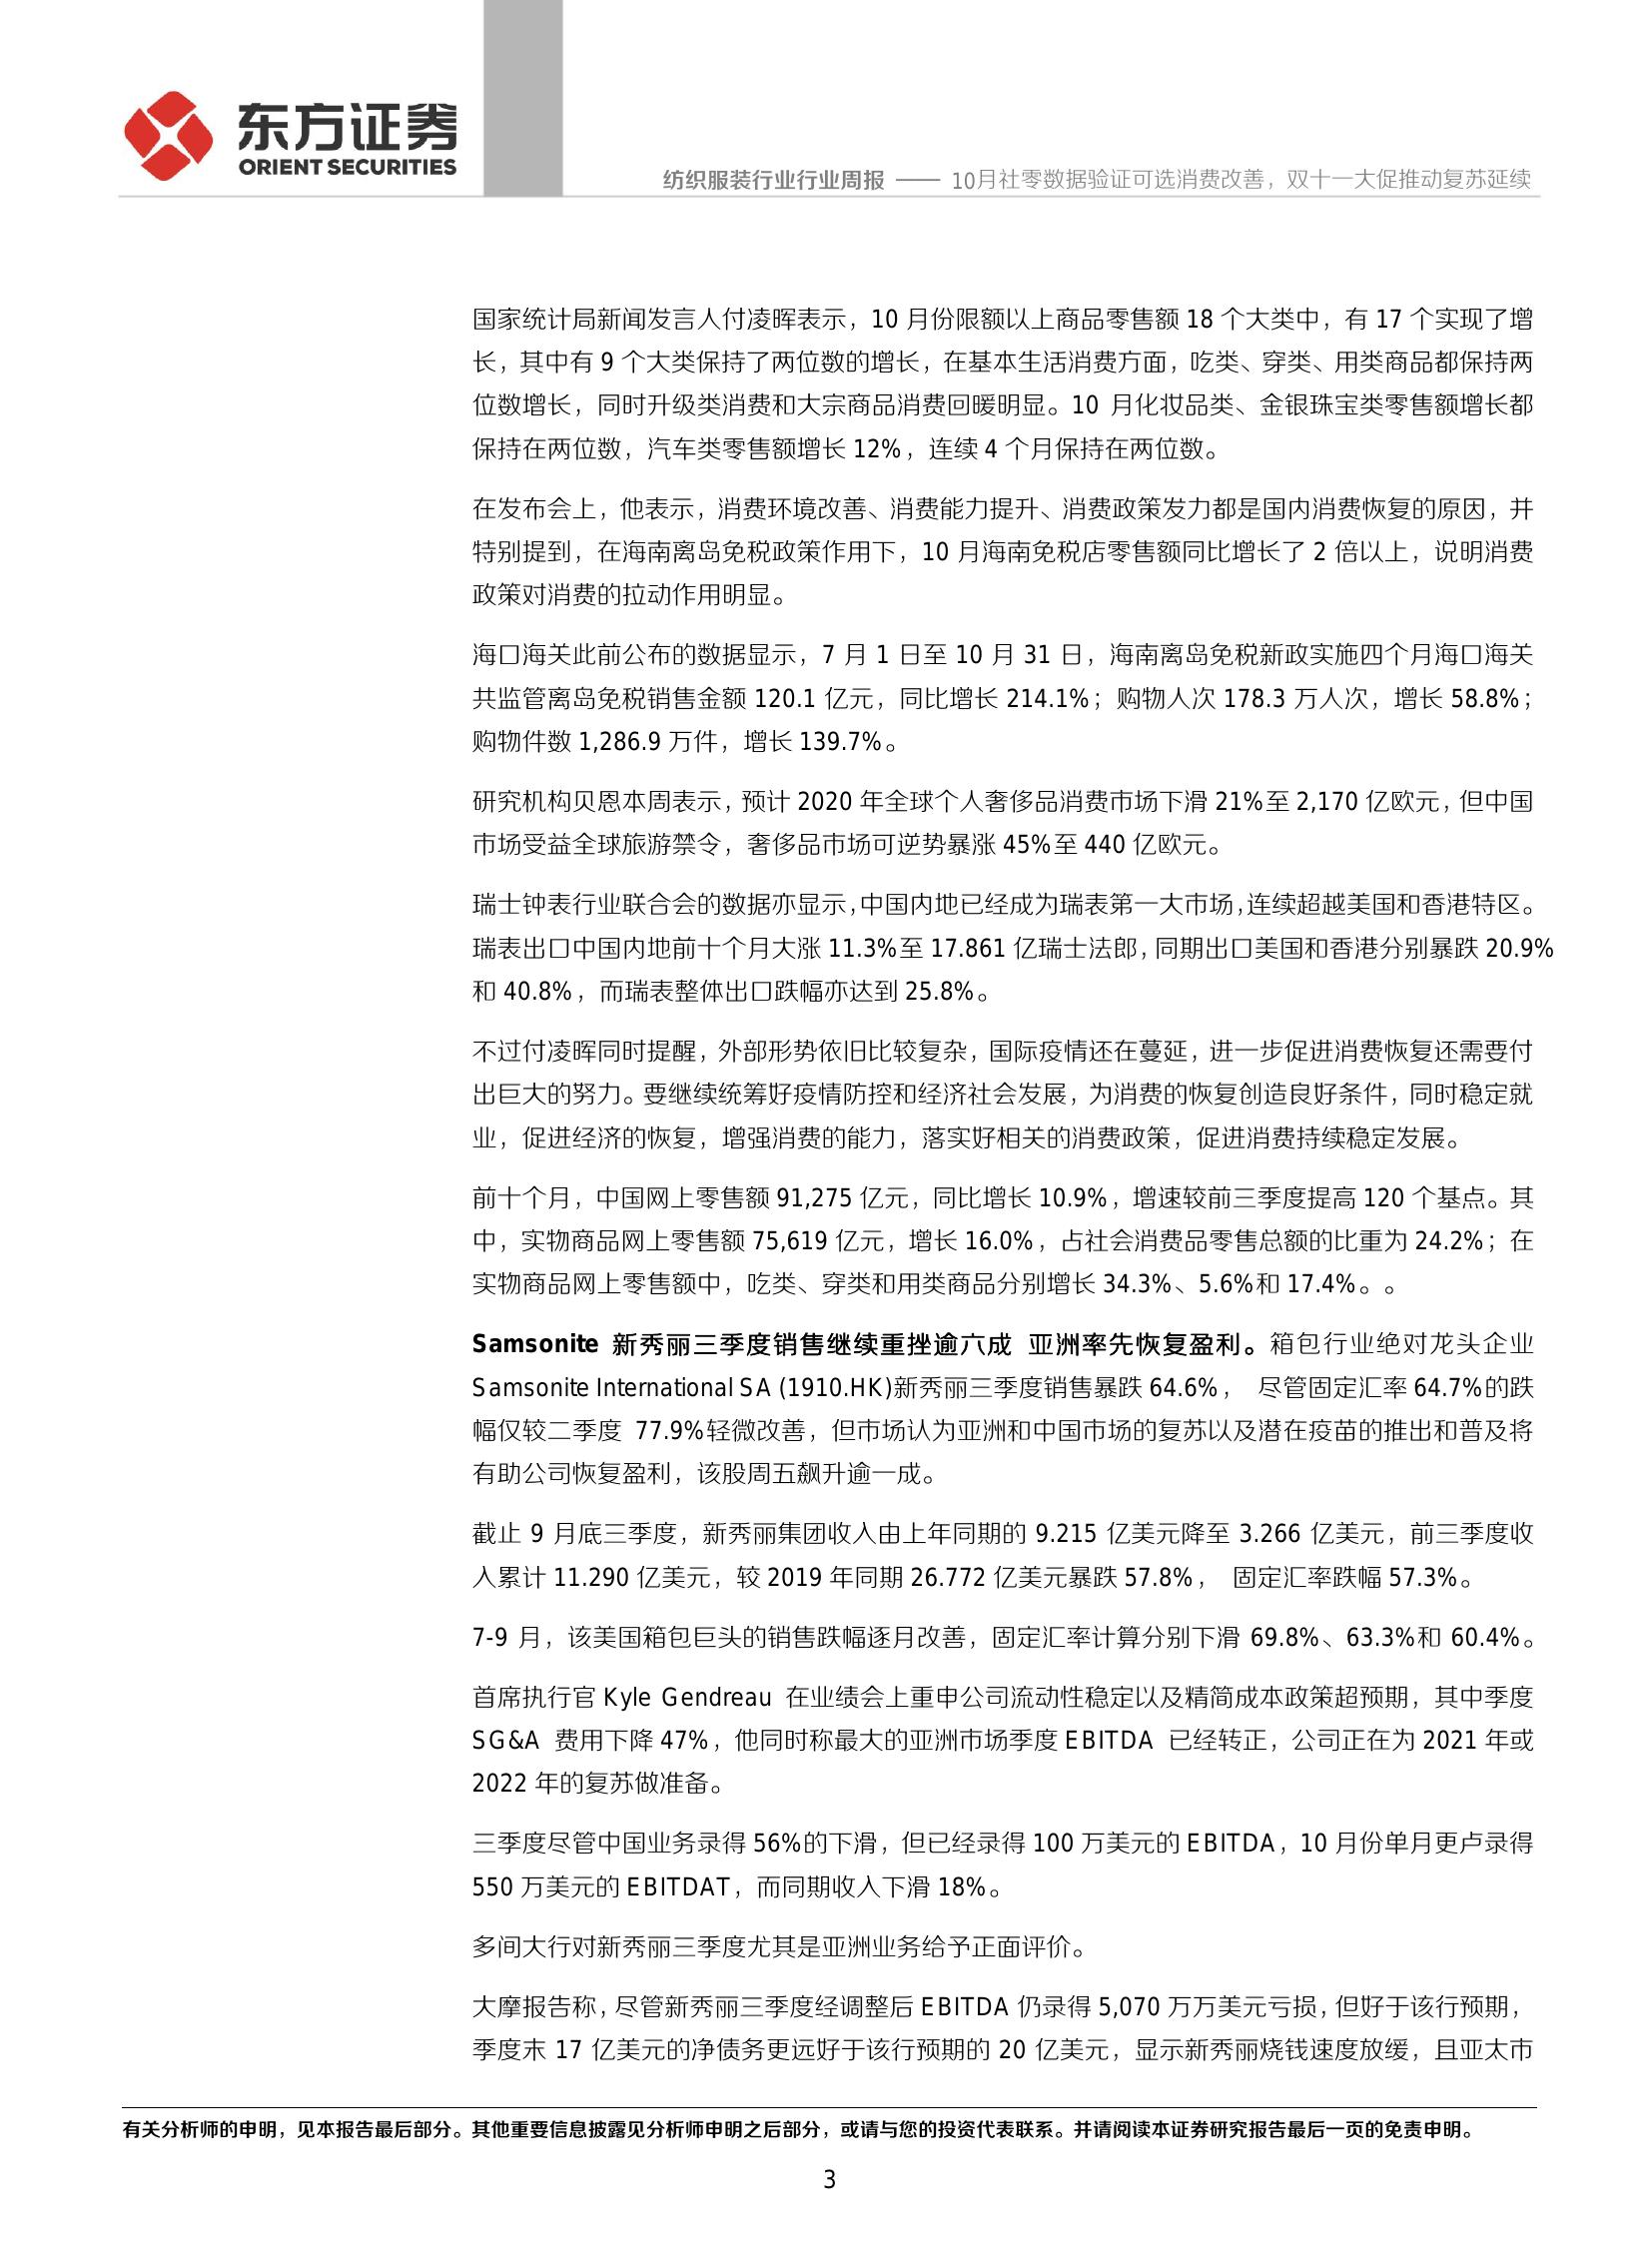 东方证券
ORIENT SECURITIES
纺织服装行业行业周报 —— 10月社零数据验证可选消费改善，双十一大促推动复苏延续
国家统计局新闻发言人付凌晖表示，10 月份限额以上商品零售额 18 个大类中，有 17 个实现了增
长，其中有 9 个大类保持了两位数的增长，在基本生活消费方面，吃类、穿类、用类商品都保持两
位数增长，同时升级类消费和大宗商品消费回暖明显。10 月化妆品类、金银珠宝类零售额增长都
保持在两位数，汽车类零售额增长 12%，连续 4 个月保持在两位数。
在发布会上，他表示，消费环境改善、消费能力提升、消费政策发力都是国内消费恢复的原因，并
特别提到，在海南离岛免税政策作用下，10 月海南免税店零售额同比增长了 2 倍以上，说明消费
政策对消费的拉动作用明显。
海口海关此前公布的数据显示，7 月 1 日至 10 月 31 日，海南离岛免税新政实施四个月海口海关
共监管离岛免税销售金额 120.1 亿元，同比增长 214.1%；购物人次 178.3 万人次，增长 58.8%；
购物件数 1,286.9 万件，增长 139.7%。
研究机构贝恩本周表示，预计 2020 年全球个人奢侈品消费市场下滑 21%至 2,170 亿欧元，但中国
市场受益全球旅游禁令，奢侈品市场可逆势暴涨 45%至 440 亿欧元。
瑞士钟表行业联合会的数据亦显示，中国内地已经成为瑞表第一大市场，连续超越美国和香港特区。
瑞表出口中国内地前十个月大涨 11.3%至 17.861 亿瑞士法郎，同期出口美国和香港分别暴跌 20.9%
和 40.8%，而瑞表整体出口跌幅亦达到 25.8%。
不过付凌晖同时提醒，外部形势依旧比较复杂，国际疫情还在蔓延，进一步促进消费恢复还需要付
出巨大的努力。要继续统筹好疫情防控和经济社会发展，为消费的恢复创造良好条件，同时稳定就
业，促进经济的恢复，增强消费的能力，落实好相关的消费政策，促进消费持续稳定发展。
前十个月，中国网上零售额 91,275 亿元，同比增长 10.9%，增速较前三季度提高 120 个基点。其
中，实物商品网上零售额 75,619 亿元，增长 16.0%，占社会消费品零售总额的比重为 24.2%；在
实物商品网上零售额中，吃类、穿类和用类商品分别增长 34.3%、5.6%和 17.4%。。
Samsonite 新秀丽三季度销售继续重挫逾六成 亚洲率先恢复盈利。箱包行业绝对龙头企业
Samsonite International SA (1910.HK)新秀丽三季度销售暴跌 64.6%， 尽管固定汇率 64.7%的跌
幅仅较二季度 77.9%轻微改善，但市场认为亚洲和中国市场的复苏以及潜在疫苗的推出和普及将
有助公司恢复盈利，该股周五飙升逾一成。
截止 9 月底三季度，新秀丽集团收入由上年同期的 9.215 亿美元降至 3.266 亿美元，前三季度收
入累计 11.290 亿美元，较 2019 年同期 26.772 亿美元暴跌 57.8%， 固定汇率跌幅 57.3%。
7-9 月，该美国箱包巨头的销售跌幅逐月改善，固定汇率计算分别下滑 69.8%、63.3%和 60.4%。
首席执行官 Kyle Gendreau 在业绩会上重申公司流动性稳定以及精简成本政策超预期，其中季度
SG&A 费用下降 47%，他同时称最大的亚洲市场季度 EBITDA 已经转正，公司正在为 2021 年或
2022 年的复苏做准备。
三季度尽管中国业务录得 56%的下滑，但已经录得 100 万美元的 EBITDA，10 月份单月更卢录得
550 万美元的 EBITDAT，而同期收入下滑 18%。
多间大行对新秀丽三季度尤其是亚洲业务给予正面评价。
大摩报告称，尽管新秀丽三季度经调整后 EBITDA 仍录得 5,070 万万美元亏损，但好于该行预期，
季度末 17 亿美元的净债务更远好于该行预期的 20 亿美元，显示新秀丽烧钱速度放缓，且亚太市
有关分析师的申明，见本报告最后部分。其他重要信息披露见分析师申明之后部分，或请与您的投资代表联系。并请阅读本证券研究报告最后一页的免责申明。
3